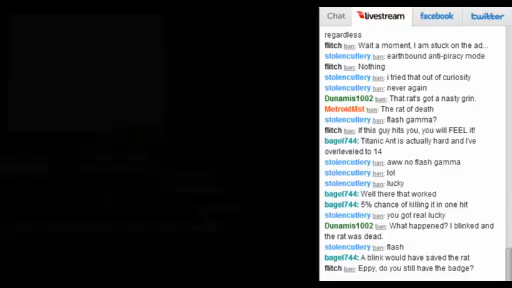 Chat livestream facebook twitter
regardless
flitch ban: Wait a moment, I am stuck on the ad...
stolencutlery ban: earthbound anti-piracy mode
flitch ban: Nothing
stolencutlery ban: i tried that out of curiosity
stolencutlery ban: never again
Dunamis1002 ban: That rat's got a nasty grin.
MetroidMst: The rat of death
stolencutlery ban: flash gamma?
flitch ban: If this guy hits you, you will FEEL it!
bagel744: Titanic Ant is actually hard and I've
overleveled to 14
stolencutlery ban: aww no flash gamma
stolencutlery ban: lol
stolencutlery ban: lucky
bagel744: Well there that worked
bagel744: 5% chance of killing it in one hit
stolencutlery ban: you got real lucky
Dunamis1002 ban: What happened? I blinked and
the rat was dead.
stolencutlery ban: flash
bagel744: A blink would have saved the rat
flitch ban: Eppy, do you still have the badge?